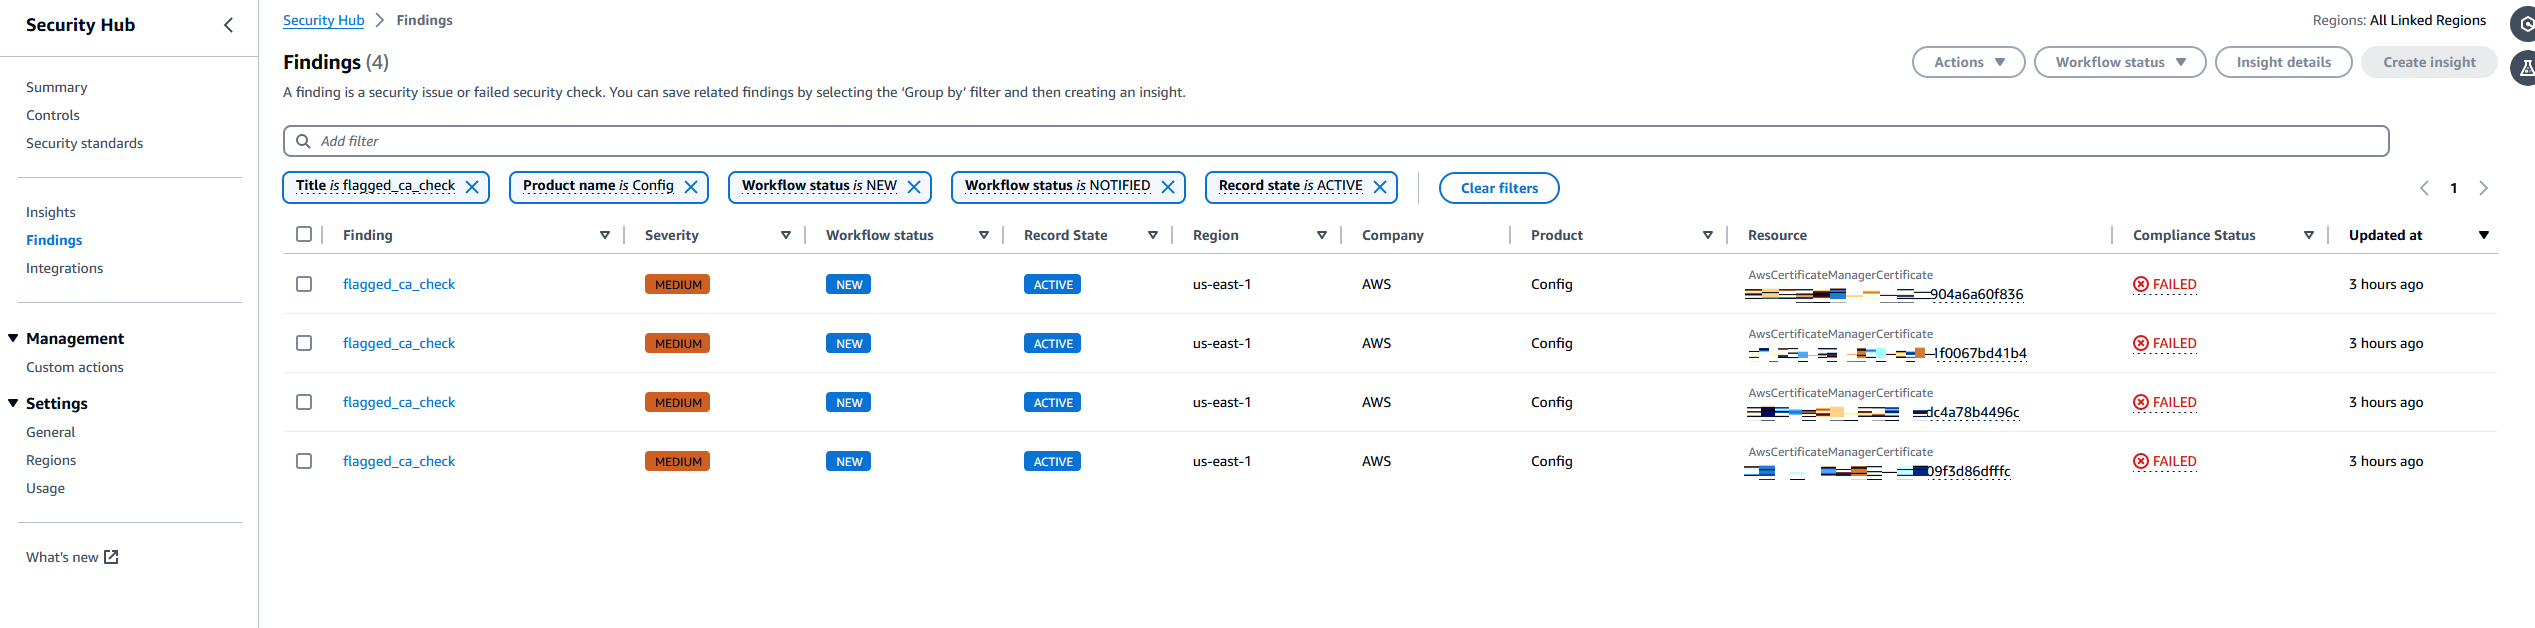 Security Hub
Summary
Controls
Security standards
Insights
Findings
Integrations
Management
Custom actions
Settings
General
Regions
Usage
What's new
Security Hub > Findings
Regions: All Linked Regions
Findings (4)
Actions
Workflow status
Insight details
Create insight
A finding is a security issue or failed security check. You can save related findings by selecting the ‘Group by’ filter and then creating an insight.
Add filter
Title is flagged_ca_check
Product name is Config
Workflow status is NEW
Workflow status is NOTIFIED
Record state is ACTIVE
Clear filters
1
Finding Severity Workflow status Record State Region Company Product Resource Compliance Status Updated at
AwsCertificateManagerCertificate
flagged_ca_check MEDIUM NEW ACTIVE us-east-1 AWS Config 904a6a60f836 FAILED 3 hours ago
AwsCertificateManagerCertificate
flagged_ca_check MEDIUM NEW ACTIVE us-east-1 AWS Config 1f0067bd41b4 FAILED 3 hours ago
AwsCertificateManagerCertificate
flagged_ca_check MEDIUM NEW ACTIVE us-east-1 AWS Config dc4a78b4496c FAILED 3 hours ago
AwsCertificateManagerCertificate
flagged_ca_check MEDIUM NEW ACTIVE us-east-1 AWS Config 09f3d86dfffc FAILED 3 hours ago